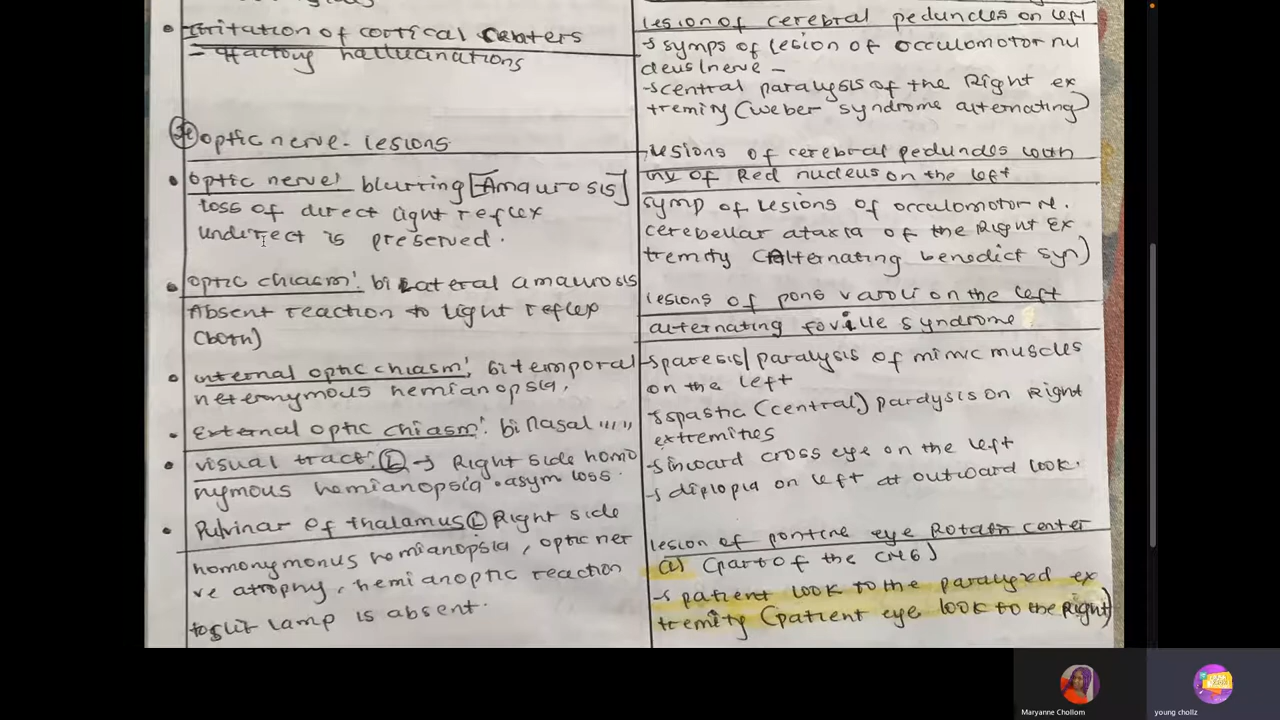 Irritation of cortical Centers
- olfactory hallucanations
Optic nerve - lesions
optic nerve: blurring [Amaurosis]
loss of direct light reflex
undirect is preserved.
optic chiasm: bilateral amaurosis
Absent reaction to light reflex
(both)
internal optic chiasm: bitemporal
heteronymous hemianopsia,
External optic chiasm: binasal "","
visual tract: (L) → Right side homo
nymous hemianopsia . asym loss.
Pulvinar of thalamus (L) Right side
homonymonus homianopsia, optic ner
ve atrophy, hemianoptic reaction
to slit lamp is absent.
lesion of cerebral peduncles on left
→ symps of lesion of occulomotor nu
cleus/nerve -
→ central paralysis of the Right ex
tremity (weber syndrome alternating)
lesions of cerebral peduncles with
of Red nucleus on the left
symp of lesions of occulomotor N.
cerebellar ataxia of the Right Ex
tremity (Alternating benedict syn)
lesions of pons varoli on the left
alternating foville syndrome
→ paresis/paralysis of mimic muscles
on the left
→ spastic (central) paralysis on Right
extremities
→ inward cross eye on the left
→ diplopia on left at outward look.
lesion of pontine eye Rotatn center
(L) (part of the CN6)
→ patient look to the paralyzed ex
tremity (patient eye look to the Right)
Maryanne Chollom
young chollz